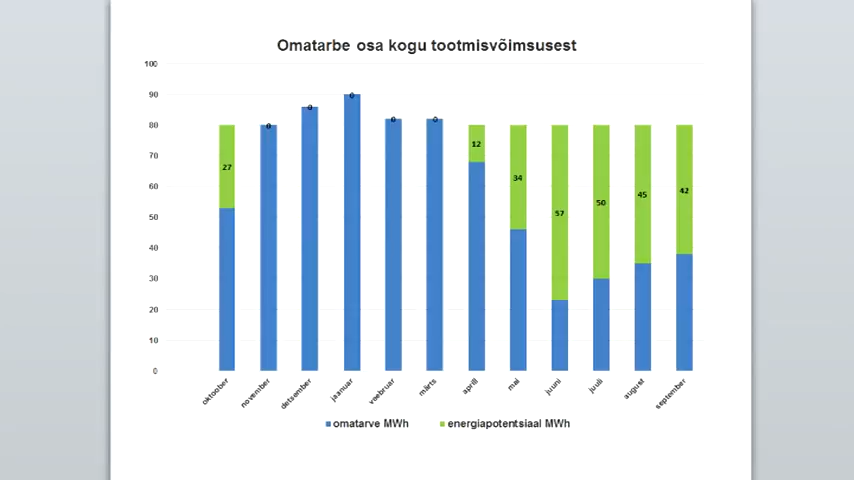 Omatarbe osa kogu tootmisvõimsusest
100
90
80
70
60
50
40
30
20
10
0
27
0
0
0
0
0
12
34
57
50
45
42
oktoober
november
detsember
jaanuar
veebruar
märts
aprill
mai
juuni
juuli
august
september
omatarve MWh
energiapotentsiaal MWh